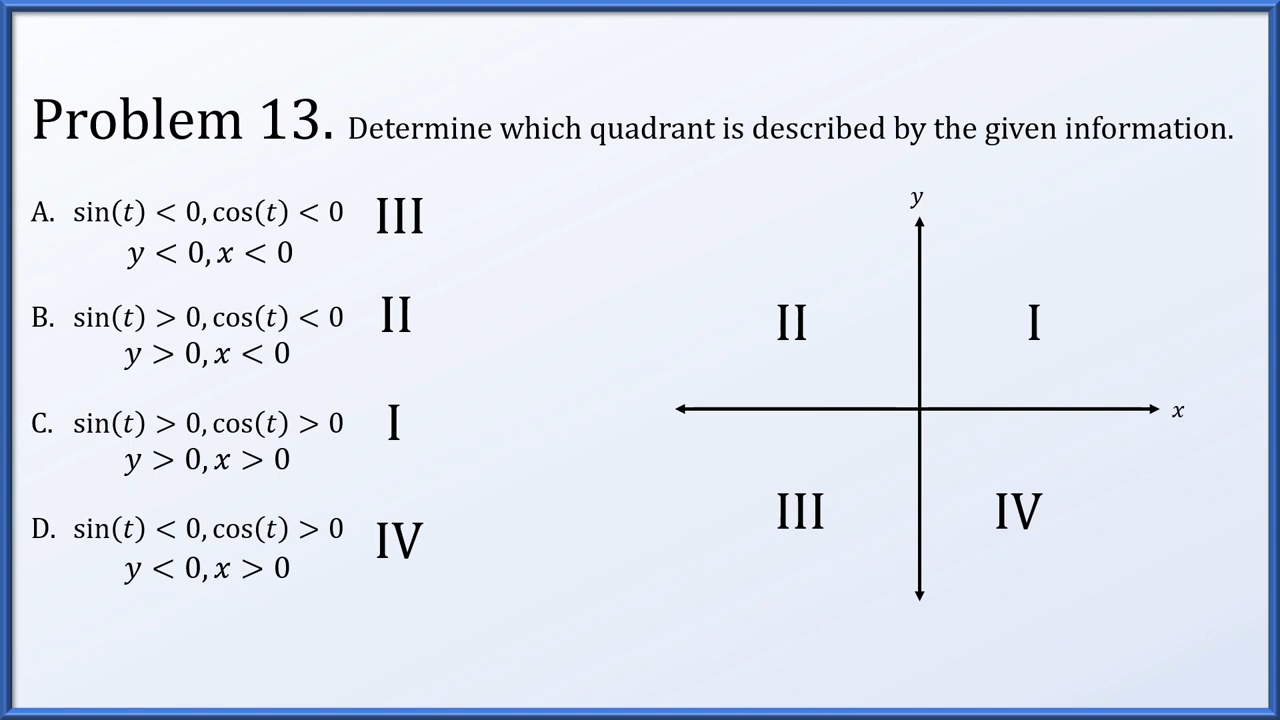 Problem 13. Determine which quadrant is described by the given information.
A. sin(t) < 0, cos(t) < 0 III
y < 0, x < 0
B. sin(t) > 0, cos(t) < 0 II
y > 0, x < 0
C. sin(t) > 0, cos(t) > 0 I
y > 0, x > 0
D. sin(t) < 0, cos(t) > 0 IV
y < 0, x > 0
y
II I
x
III IV